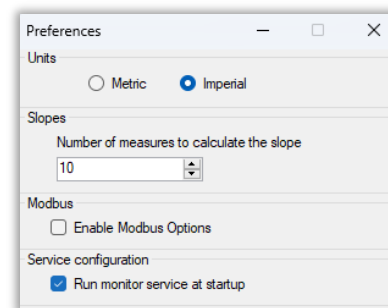 Preferences
Units
Metric Imperial
Slopes
Number of measures to calculate the slope
10
Modbus
Enable Modbus Options
Service configuration
Run monitor service at startup